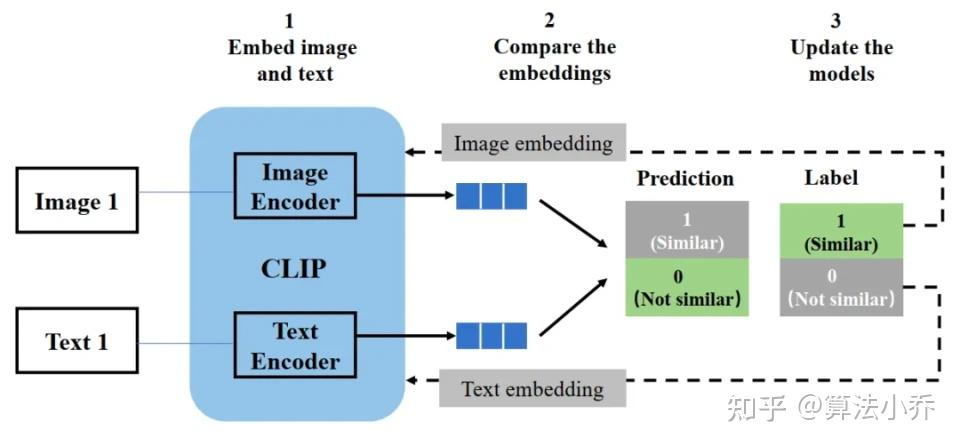 1
Embed image
and text
2
Compare the
embeddings
3
Update the
models
Image embedding
Image 1
Image
Encoder
Prediction
Label
1
(Similar)
1
(Similar)
CLIP
0
(Not similar)
0
(Not similar)
Text 1
Text
Encoder
Text embedding
知乎 @算法小乔